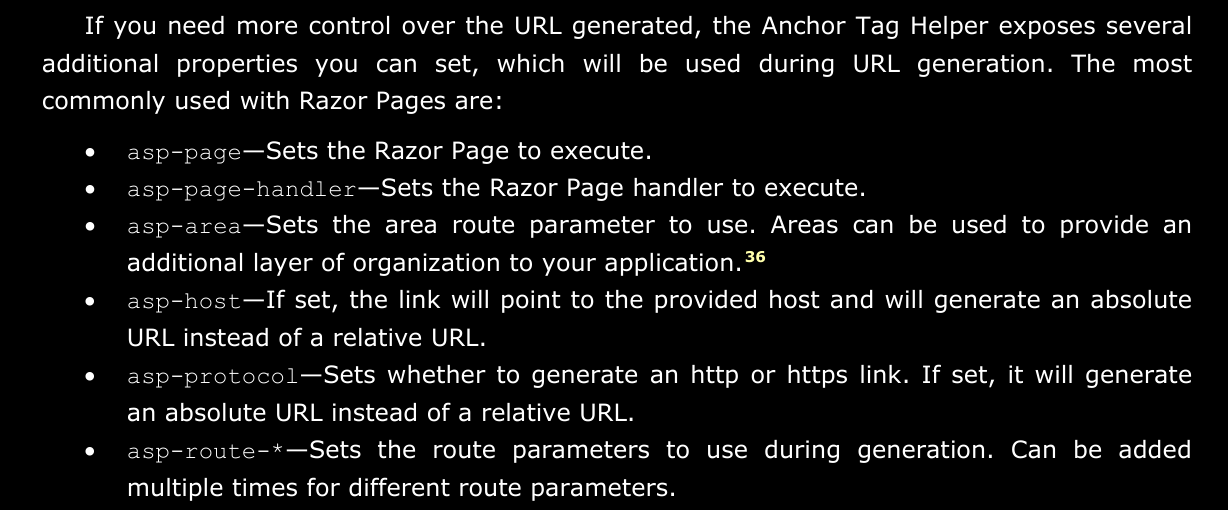 If you need more control over the URL generated, the Anchor Tag Helper exposes several
additional properties you can set, which will be used during URL generation. The most
commonly used with Razor Pages are:
• asp-page—Sets the Razor Page to execute.
• asp-page-handler—Sets the Razor Page handler to execute.
• asp-area—Sets the area route parameter to use. Areas can be used to provide an
additional layer of organization to your application.36
• asp-host—If set, the link will point to the provided host and will generate an absolute
URL instead of a relative URL.
• asp-protocol—Sets whether to generate an http or https link. If set, it will generate
an absolute URL instead of a relative URL.
• asp-route-*—Sets the route parameters to use during generation. Can be added
multiple times for different route parameters.